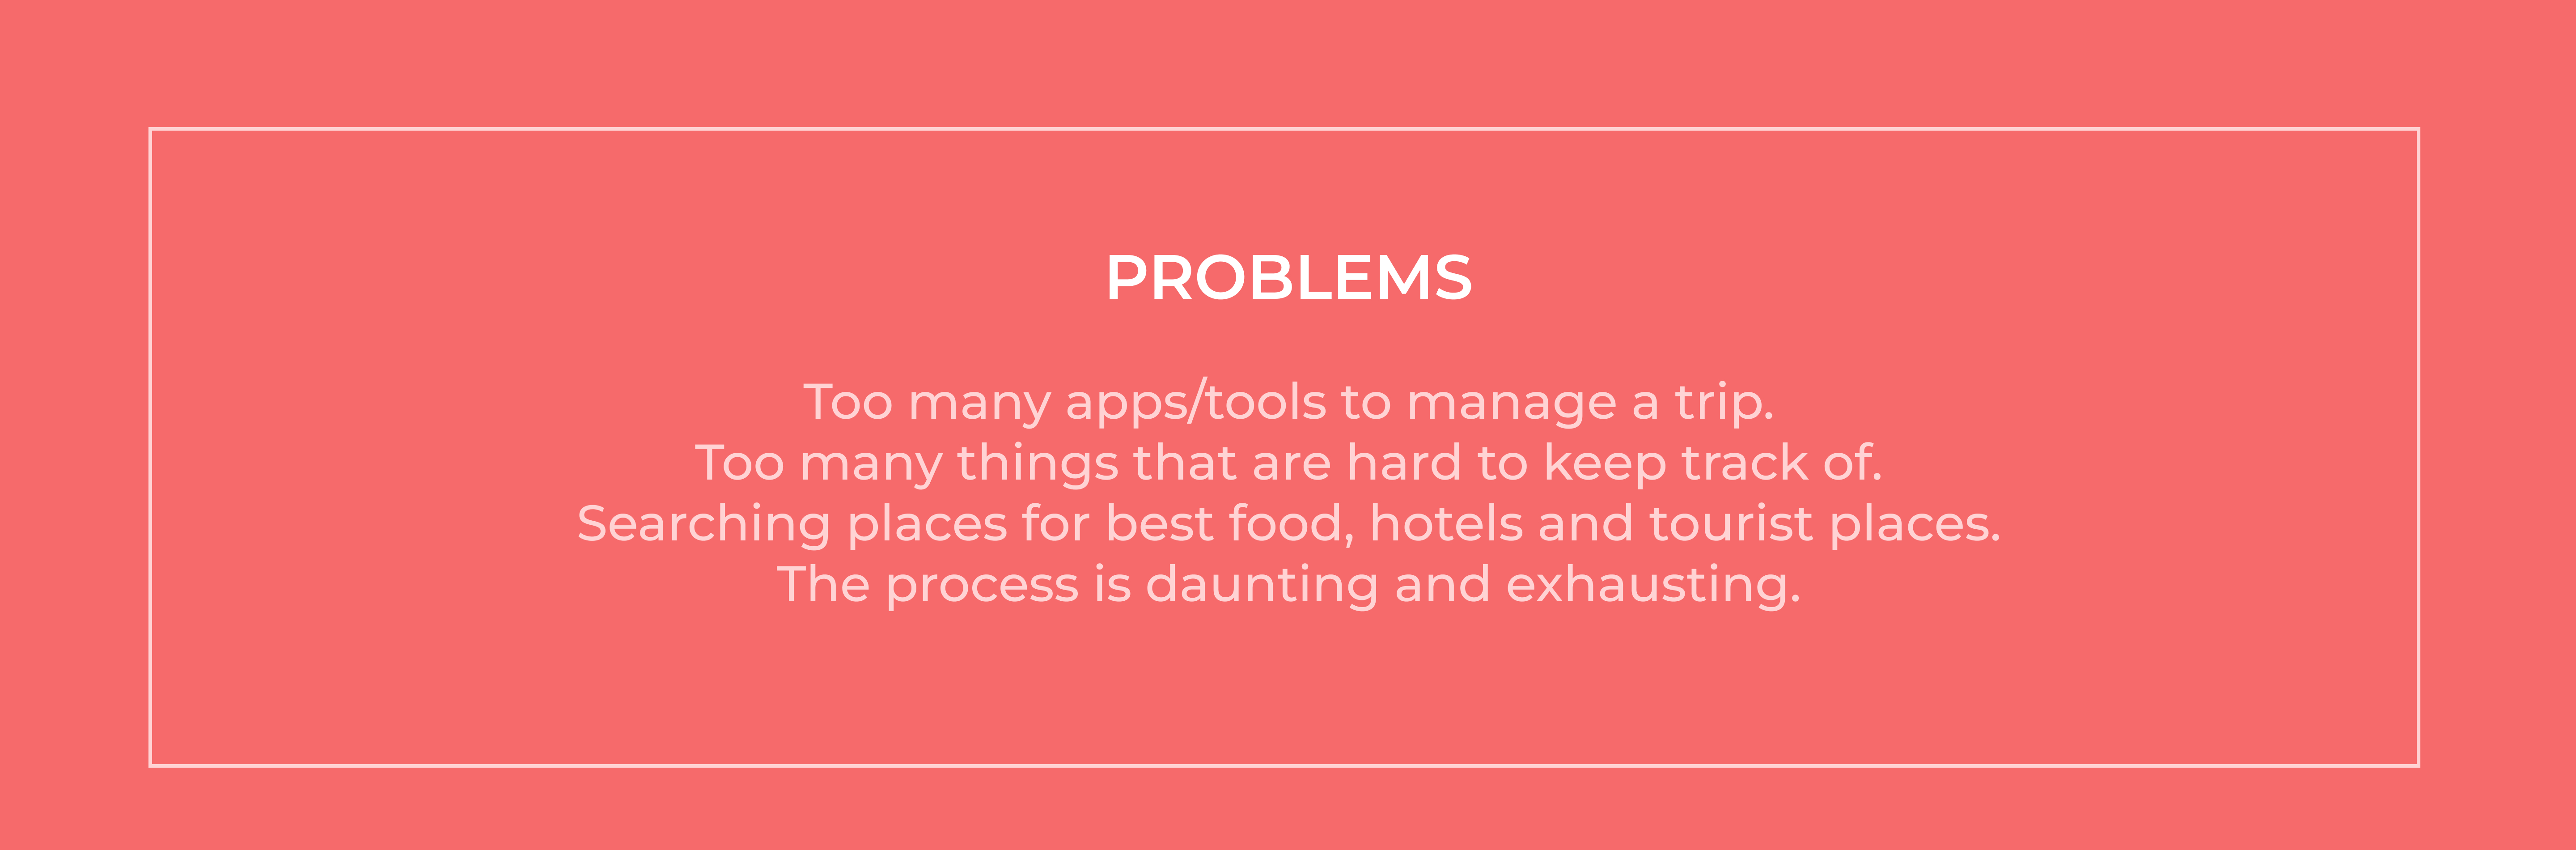 PROBLEMS
Too many apps/tools to manage a trip.
Too many things that are hard to keep track of.
Searching places for best food, hotels and tourist places.
The process is daunting and exhausting.